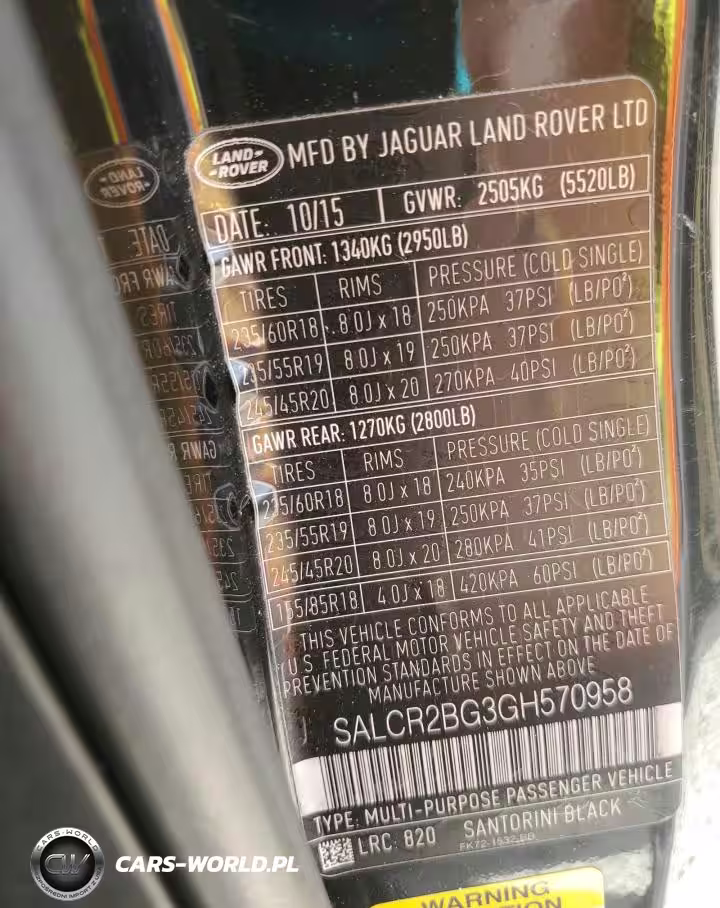 LAND-
-ROVER
MFD BY JAGUAR LAND ROVER LTD
DATE: 10/15 GVWR: 2505KG (5520LB)
GAWR FRONT: 1340KG (2950LB)
TIRES RIMS PRESSURE (COLD SINGLE)
235/60R18 8.0J x 18 250KPA 37PSI (LB/PO²)
235/55R19 8.0J x 19 250KPA 37PSI (LB/PO²)
245/45R20 8.0J x 20 270KPA 40PSI (LB/PO²)
GAWR REAR: 1270KG (2800LB)
TIRES RIMS PRESSURE (COLD SINGLE)
235/60R18 8.0J x 18 240KPA 35PSI (LB/PO²)
235/55R19 8.0J x 19 250KPA 37PSI (LB/PO²)
245/45R20 8.0J x 20 280KPA 41PSI (LB/PO²)
155/85R18 4.0J x 18 420KPA 60PSI (LB/PO²)
THIS VEHICLE CONFORMS TO ALL APPLICABLE
U.S. FEDERAL MOTOR VEHICLE SAFETY AND THEFT
PREVENTION STANDARDS IN EFFECT ON THE DATE OF
MANUFACTURE SHOWN ABOVE
SALCR2BG3GH570958
TYPE: MULTI-PURPOSE PASSENGER VEHICLE
LRC: 820 SANTORINI BLACK
FK72-1532-BD
WARNING
CARS-WORLD
CW
CARS-WORLD.PL